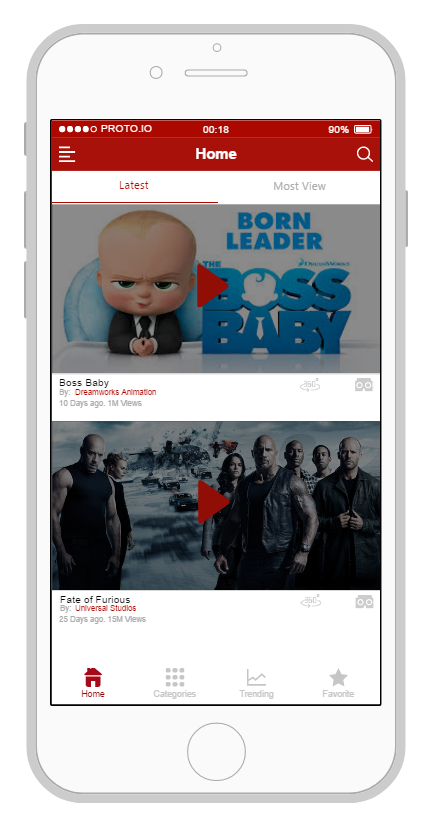 PROTO.IO 00:18 90%
Home
Latest Most View
BORN
LEADER
THE DREAMWORKS
BOSS
BABY
Boss Baby
By: Dreamworks Animation
10 Days ago. 1M Views
360°
Fate of Furious
By: Universal Studios
25 Days ago. 15M Views
360°
Home Categories Trending Favorite